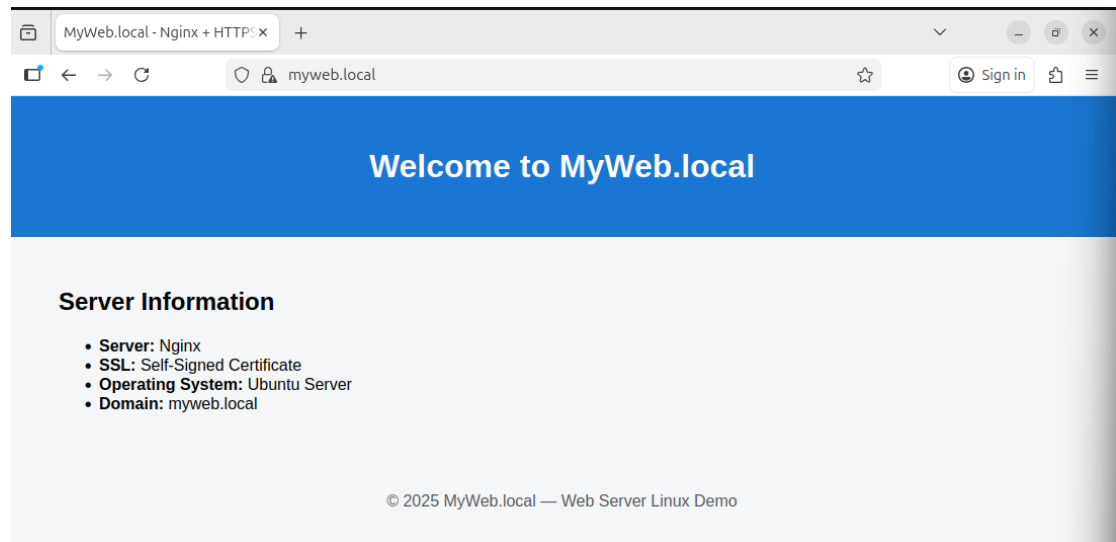 MyWeb.local - Nginx + HTTPS
myweb.local
Sign in
Welcome to MyWeb.local
Server Information
• Server: Nginx
• SSL: Self-Signed Certificate
• Operating System: Ubuntu Server
• Domain: myweb.local
© 2025 MyWeb.local — Web Server Linux Demo